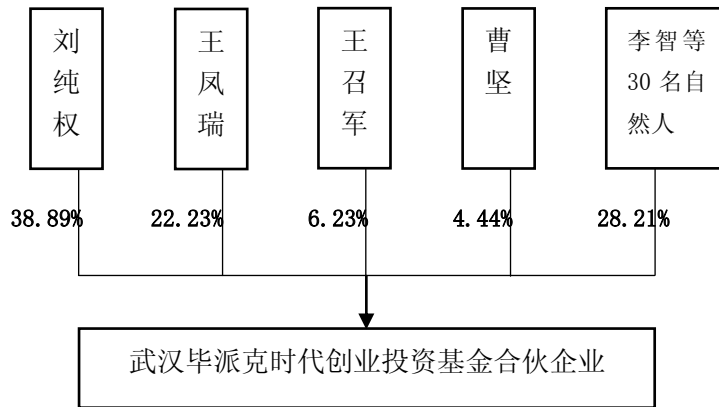 刘纯权
王凤瑞
王召军
曹坚
李智等
30 名自
然人
38.89%
22.23%
6.23%
4.44%
28.21%
武汉毕派克时代创业投资基金合伙企业